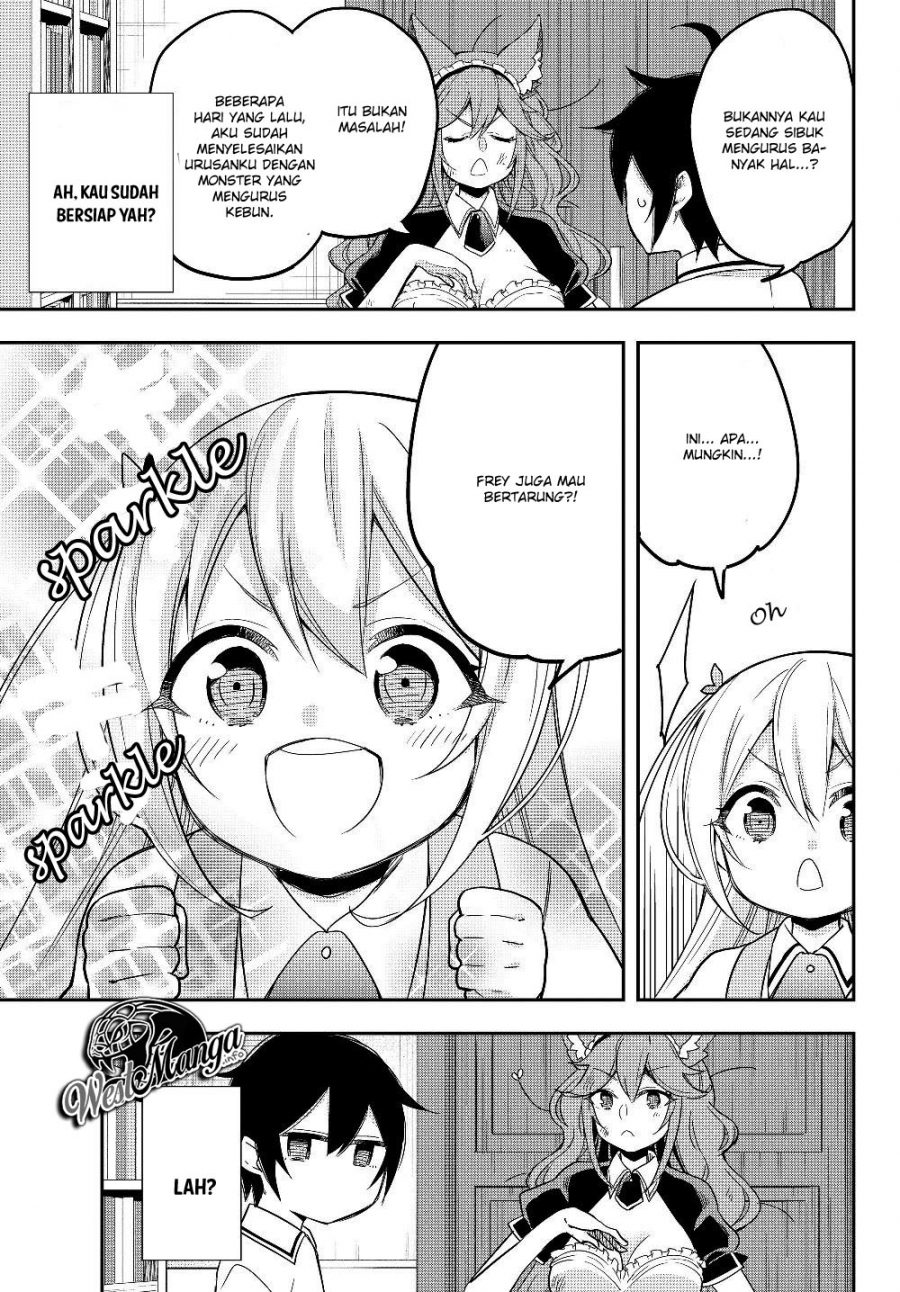 BUKANNYA KAU
SEDANG SIBUK
MENGURUS BA-
NYAK HAL...?
ITU BUKAN
MASALAH!
BEBERAPA
HARI YANG LALU,
AKU SUDAH
MENYELESAIKAN
URUSANKU DENGAN
MONSTER YANG
MENGURUS
KEBUN.
AH, KAU SUDAH
BERSIAP YAH?
INI... APA...
MUNGKIN...!
Oh
FREY JUGA MAU
BERTARUNG?!
sparkle
sparkle
WestManga
.info
LAH?